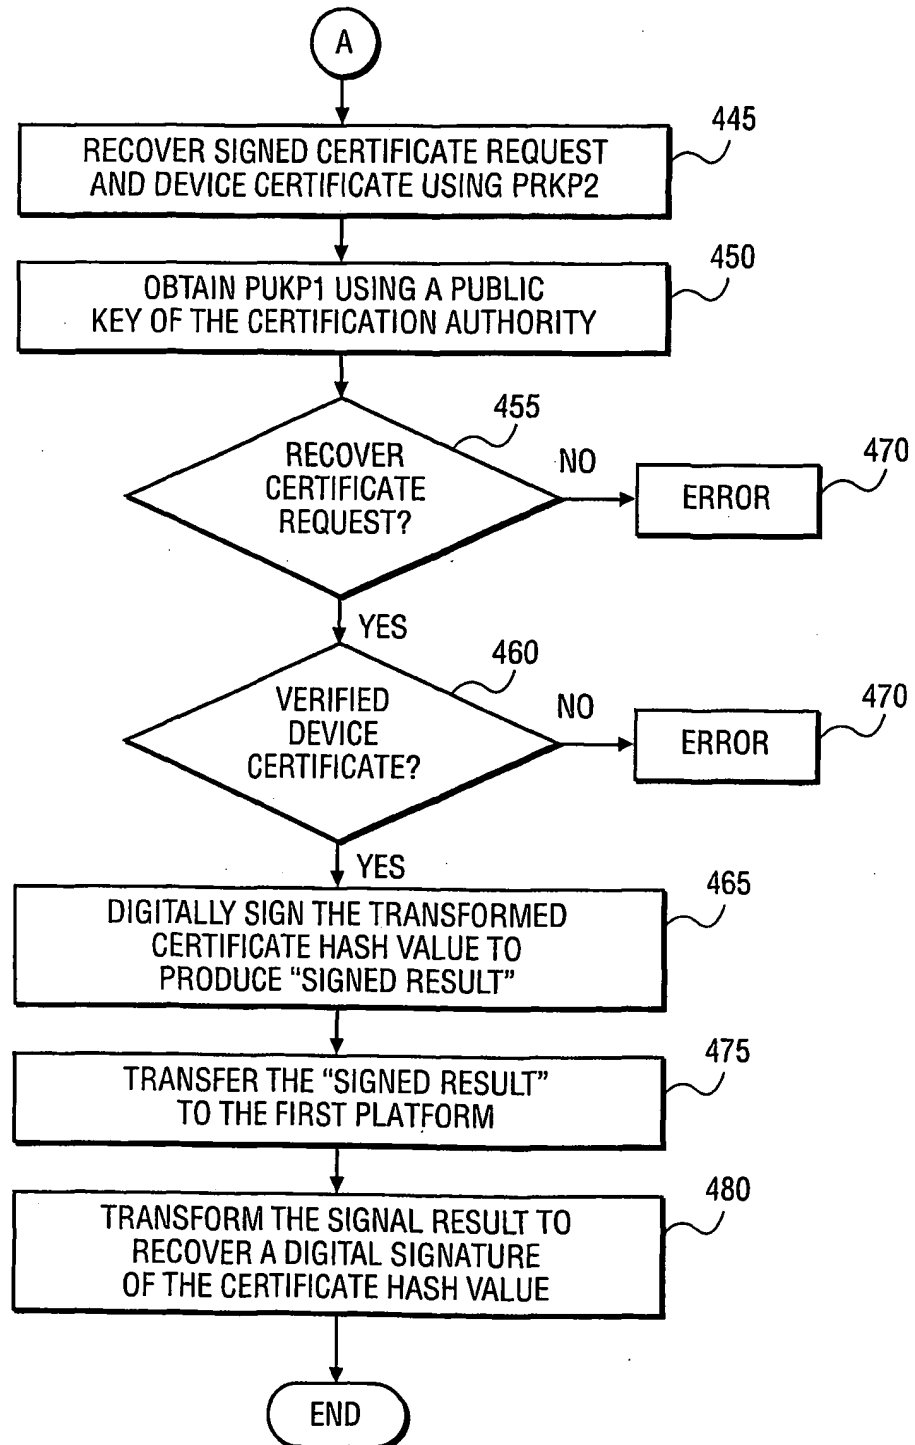 A
445
RECOVER SIGNED CERTIFICATE REQUEST
AND DEVICE CERTIFICATE USING PRKP2
450
OBTAIN PUKP1 USING A PUBLIC
KEY OF THE CERTIFICATION AUTHORITY
455
RECOVER
CERTIFICATE
REQUEST?
NO
470
ERROR
YES
460
VERIFIED
DEVICE
CERTIFICATE?
NO
470
ERROR
YES
465
DIGITALLY SIGN THE TRANSFORMED
CERTIFICATE HASH VALUE TO
PRODUCE “SIGNED RESULT”
475
TRANSFER THE “SIGNED RESULT”
TO THE FIRST PLATFORM
480
TRANSFORM THE SIGNAL RESULT TO
RECOVER A DIGITAL SIGNATURE
OF THE CERTIFICATE HASH VALUE
END